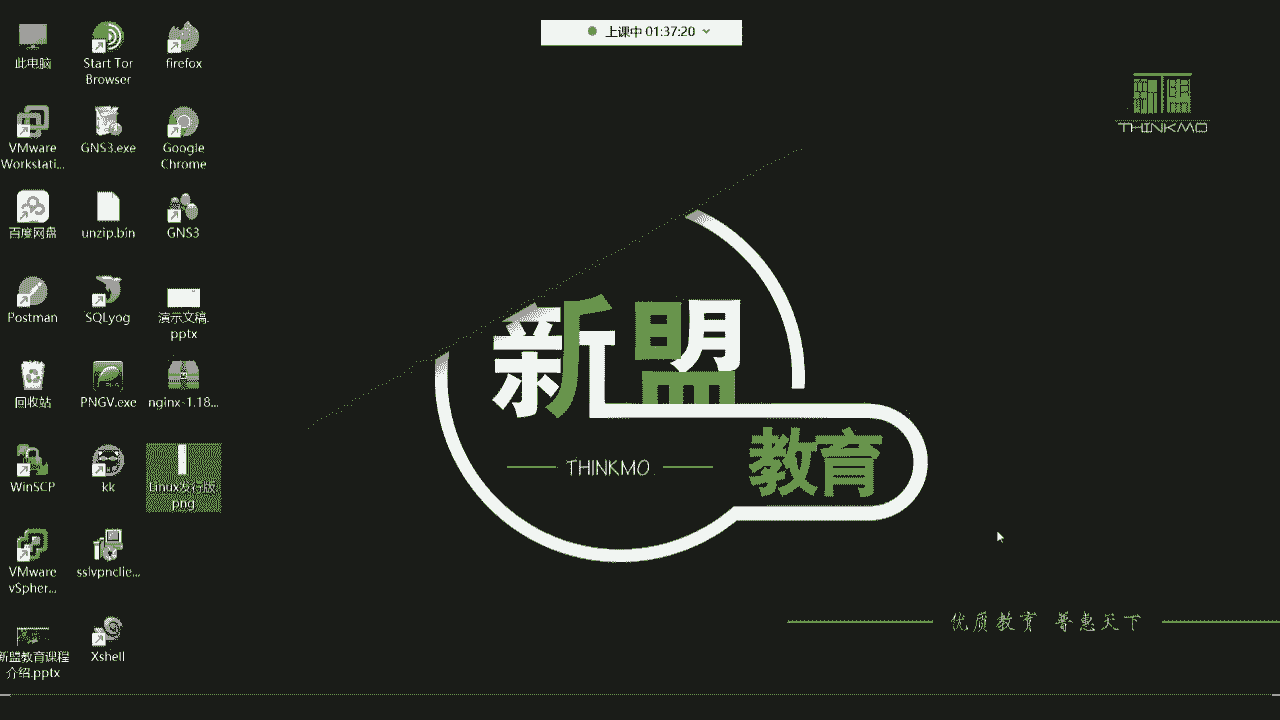 上课中 01:37:20
此电脑
Start Tor
Browser
firefox
VMware
Workstati...
GNS3.exe
Google
Chrome
百度网盘
unzip.bin
GNS3
Postman
SQLyog
演示文稿.
pptx
回收站
PNGV.exe
nginx-1.18...
WinSCP
kk
Linux发行版.
png
VMware
vSpher...
sslvpnclie...
新盟教育课程
介绍.pptx
Xshell
新盟
THINKMO
新盟
THINKMO
教育
优质教育 普惠天下